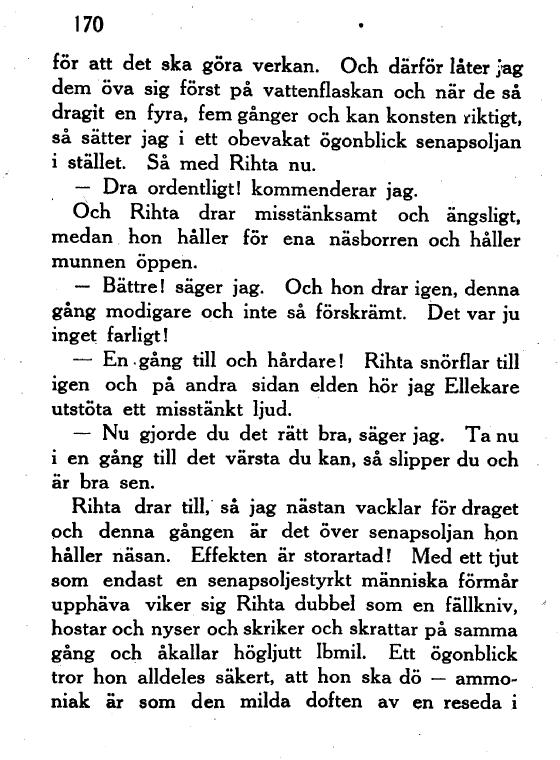 170
för att det ska göra verkan. Och därför låter jag
dem öva sig först på vattenflaskan och när de så
dragit en fyra, fem gånger och kan konsten riktigt,
så sätter jag i ett obevakat ögonblick senapsoljan
i stället. Så med Rihta nu.
— Dra ordentligt! kommenderar jag.
Och Rihta drar misstänksamt och ängsligt,
medan hon håller för ena näsborren och håller
munnen öppen.
— Bättre! säger jag. Och hon drar igen, denna
gång modigare och inte så förskrämt. Det var ju
inget farligt!
— En gång till och hårdare! Rihta snörflar till
igen och på andra sidan elden hör jag Ellekare
utstöta ett misstänkt ljud.
— Nu gjorde du det rätt bra, säger jag. Ta nu
i en gång till det värsta du kan, så slipper du och
är bra sen.
Rihta drar till, så jag nästan vacklar för draget
och denna gången är det över senapsoljan hon
håller näsan. Effekten är storartad! Med ett tjut
som endast en senapsoljestyrkt människa förmår
upphäva viker sig Rihta dubbel som en fällkniv,
hostar och nyser och skriker och skrattar på samma
gång och åkallar högljutt Ibmil. Ett ögonblick
tror hon alldeles säkert, att hon ska dö — ammo-
niak är som den milda doften av en reseda i